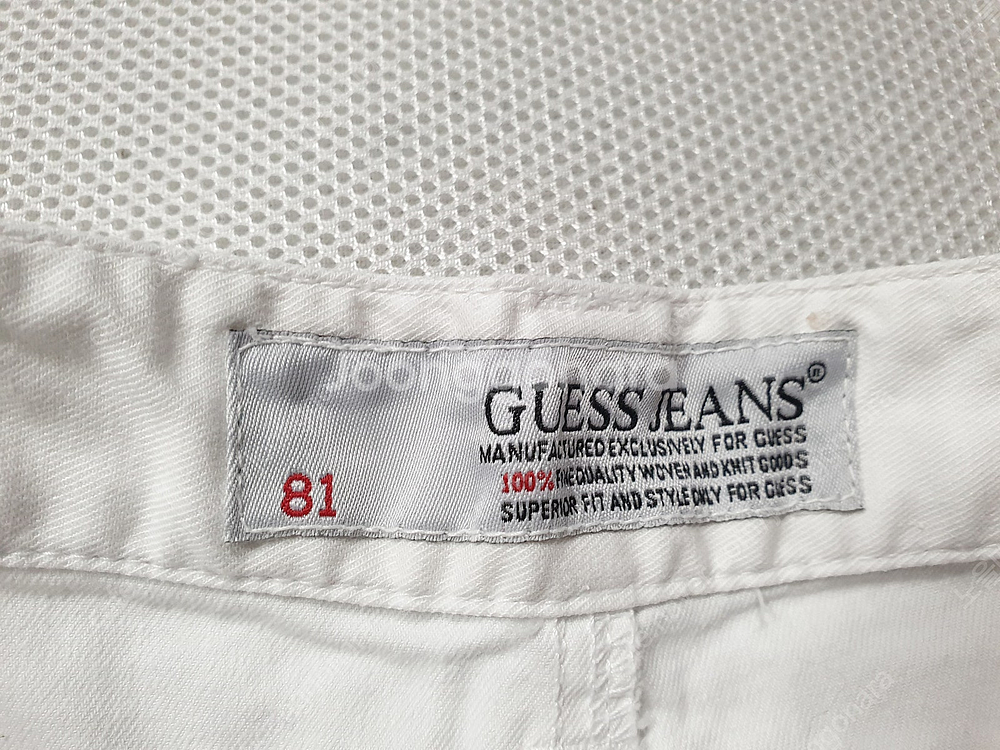 GUESS JEANS®
MANUFACTURED EXCLUSIVELY FOR GUESS
100% FINE QUALITY WOVEN AND KNIT GOODS
SUPERIOR FIT AND STYLE ONLY FOR GUESS
81